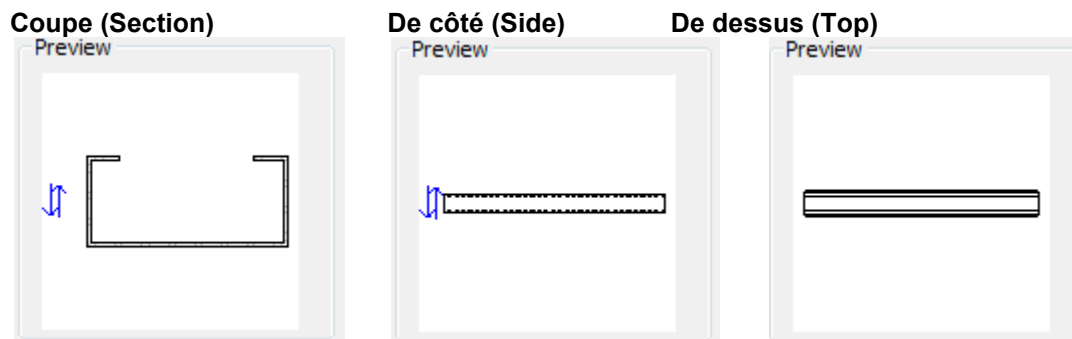 Coupe (Section) De côté (Side) De dessus (Top)
Preview Preview Preview